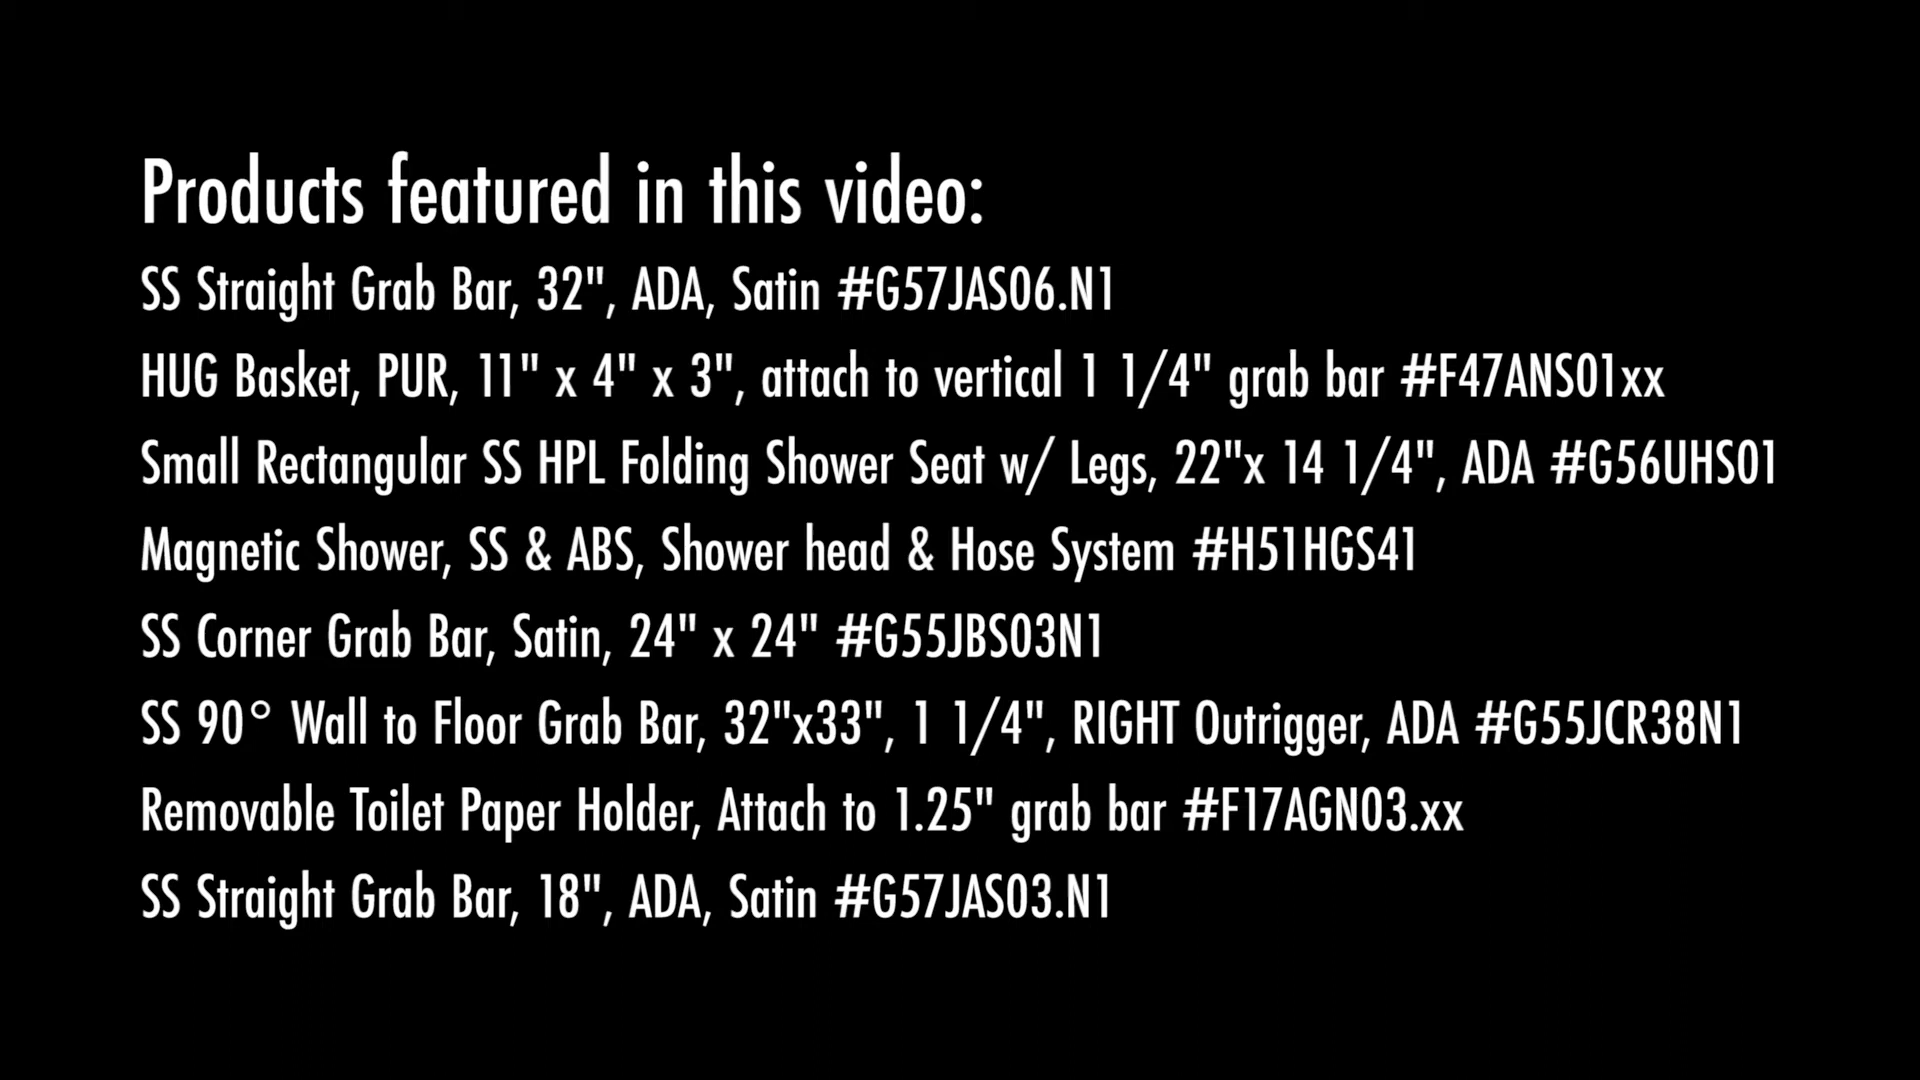 Products featured in this video:
SS Straight Grab Bar, 32", ADA, Satin #G57JAS06.N1
HUG Basket, PUR, 11" x 4" x 3", attach to vertical 1 1/4" grab bar #F47ANS01xx
Small Rectangular SS HPL Folding Shower Seat w/ Legs, 22"x 14 1/4", ADA #G56UHS01
Magnetic Shower, SS & ABS, Shower head & Hose System #H51HGS41
SS Corner Grab Bar, Satin, 24" x 24" #G55JBS03N1
SS 90° Wall to Floor Grab Bar, 32"x33", 1 1/4", RIGHT Outrigger, ADA #G55JCR38N1
Removable Toilet Paper Holder, Attach to 1.25" grab bar #F17AGN03.xx
SS Straight Grab Bar, 18", ADA, Satin #G57JAS03.N1